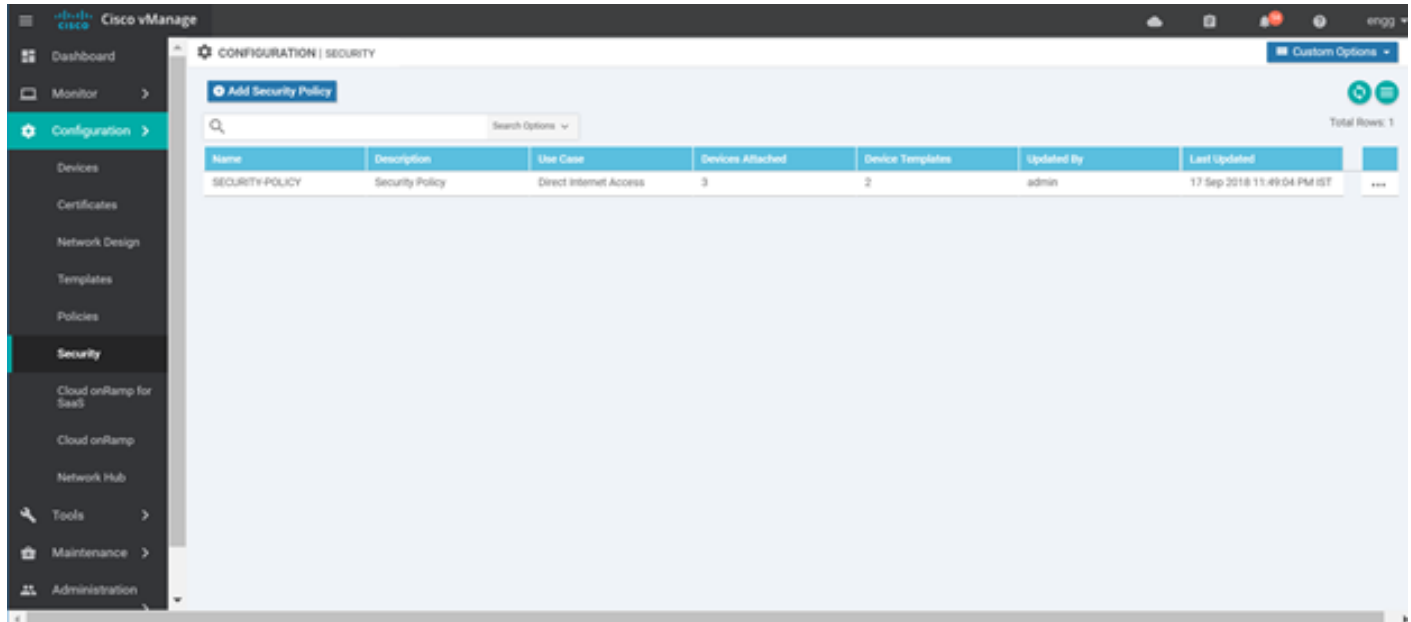 cisco Cisco vManage
engg
Dashboard
Monitor
Configuration
Devices
Certificates
Network Design
Templates
Policies
Security
Cloud onRamp for
SaaS
Cloud onRamp
Network Hub
Tools
Maintenance
Administration
CONFIGURATION | SECURITY
Custom Options
Add Security Policy
Search Options
Total Rows: 1
Name Description Use Case Devices Attached Device Templates Updated By Last Updated
SECURITY-POLICY Security Policy Direct Internet Access 3 2 admin 17 Sep 2018 11:49:04 PM IST